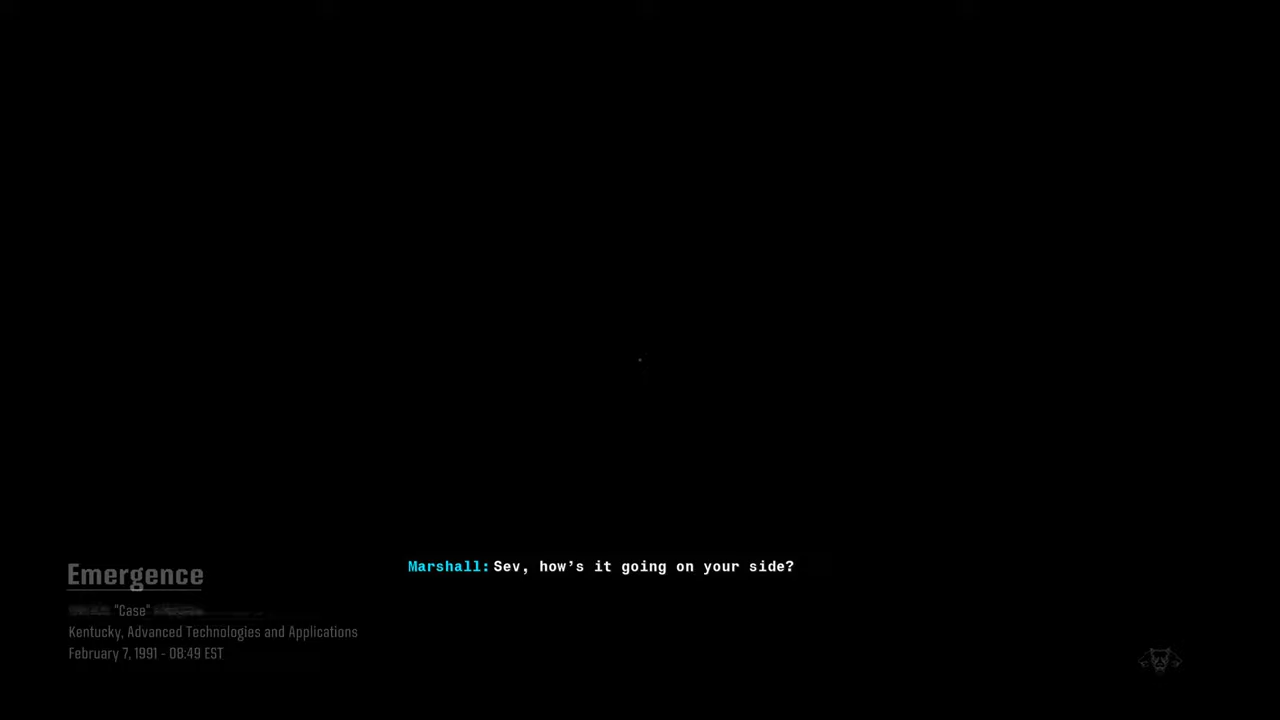 Marshall: Sev, how's it going on your side?
Emergence
"Case"
Kentucky, Advanced Technologies and Applications
February 7, 1991 - 08:49 EST